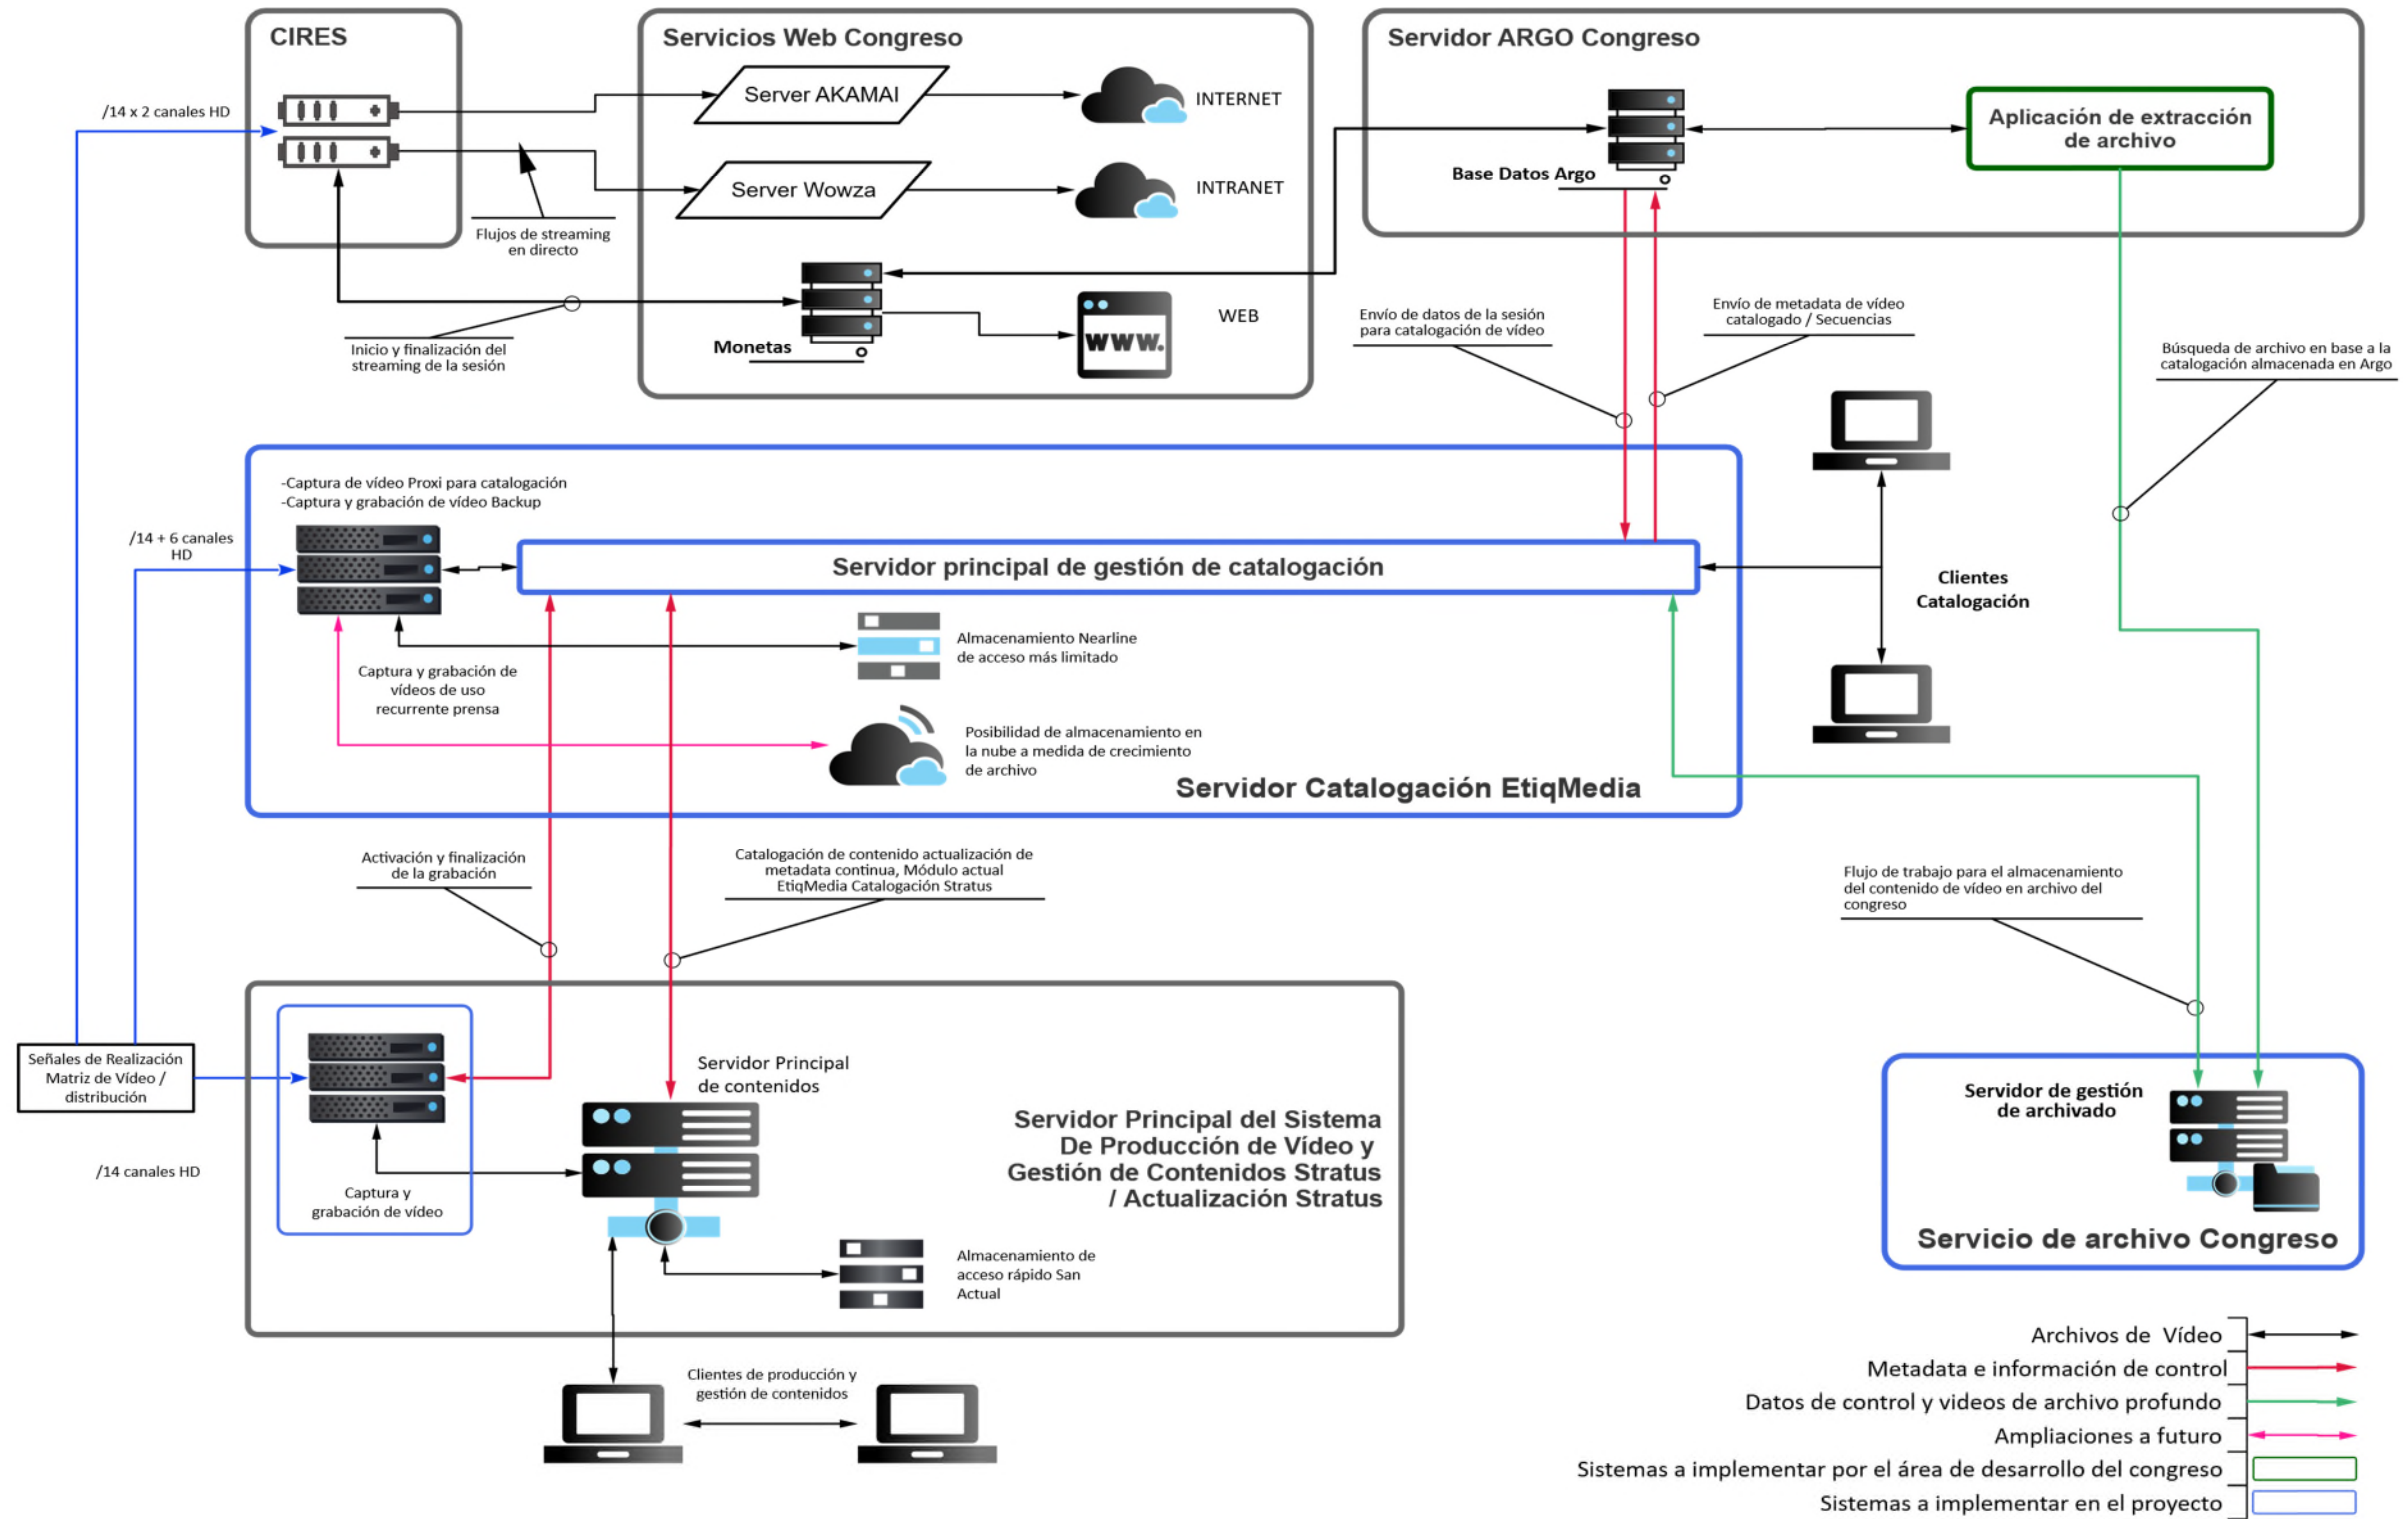 CIRES
/14 x 2 canales HD
Flujos de streaming
en directo
Inicio y finalización del
streaming de la sesión
Servicios Web Congreso
Server AKAMAI
INTERNET
Server Wowza
INTRANET
Monetas
WWW.
WEB
Servidor ARGO Congreso
Base Datos Argo
Aplicación de extracción
de archivo
Envío de datos de la sesión
para catalogación de vídeo
Envío de metadata de vídeo
catalogado / Secuencias
Búsqueda de archivo en base a la
catalogación almacenada en Argo
-Captura de vídeo Proxi para catalogación
-Captura y grabación de vídeo Backup
/14 + 6 canales
HD
Servidor principal de gestión de catalogación
Clientes
Catalogación
Almacenamiento Nearline
de acceso más limitado
Captura y grabación de
vídeos de uso
recurrente prensa
Posibilidad de almacenamiento en
la nube a medida de crecimiento
de archivo
Servidor Catalogación EtiqMedia
Activación y finalización
de la grabación
Catalogación de contenido actualización de
metadata continua, Módulo actual
EtiqMedia Catalogación Stratus
Flujo de trabajo para el almacenamiento
del contenido de vídeo en archivo del
congreso
Señales de Realización
Matriz de Vídeo /
distribución
/14 canales HD
Captura y
grabación de vídeo
Servidor Principal
de contenidos
Servidor Principal del Sistema
De Producción de Vídeo y
Gestión de Contenidos Stratus
/ Actualización Stratus
Almacenamiento de
acceso rápido San
Actual
Clientes de producción y
gestión de contenidos
Servidor de gestión
de archivado
Servicio de archivo Congreso
Archivos de Vídeo
Metadata e información de control
Datos de control y videos de archivo profundo
Ampliaciones a futuro
Sistemas a implementar por el área de desarrollo del congreso
Sistemas a implementar en el proyecto